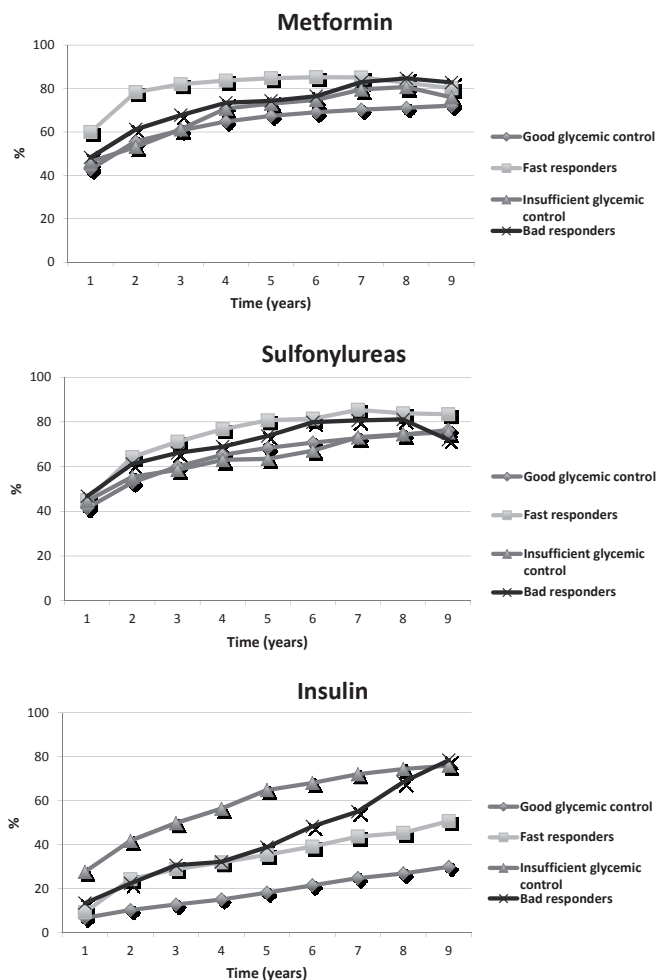 Metformin
100
80
60
40
20
0
%
1 2 3 4 5 6 7 8 9
Time (years)
Good glycemic control
Fast responders
Insufficient glycemic
control
Bad responders
Sulfonylureas
100
80
60
40
20
0
%
1 2 3 4 5 6 7 8 9
Time (years)
Good glycemic control
Fast responders
Insufficient glycemic
control
Bad responders
Insulin
100
80
60
40
20
0
%
1 2 3 4 5 6 7 8 9
Time (years)
Good glycemic control
Fast responders
Insufficient glycemic
control
Bad responders